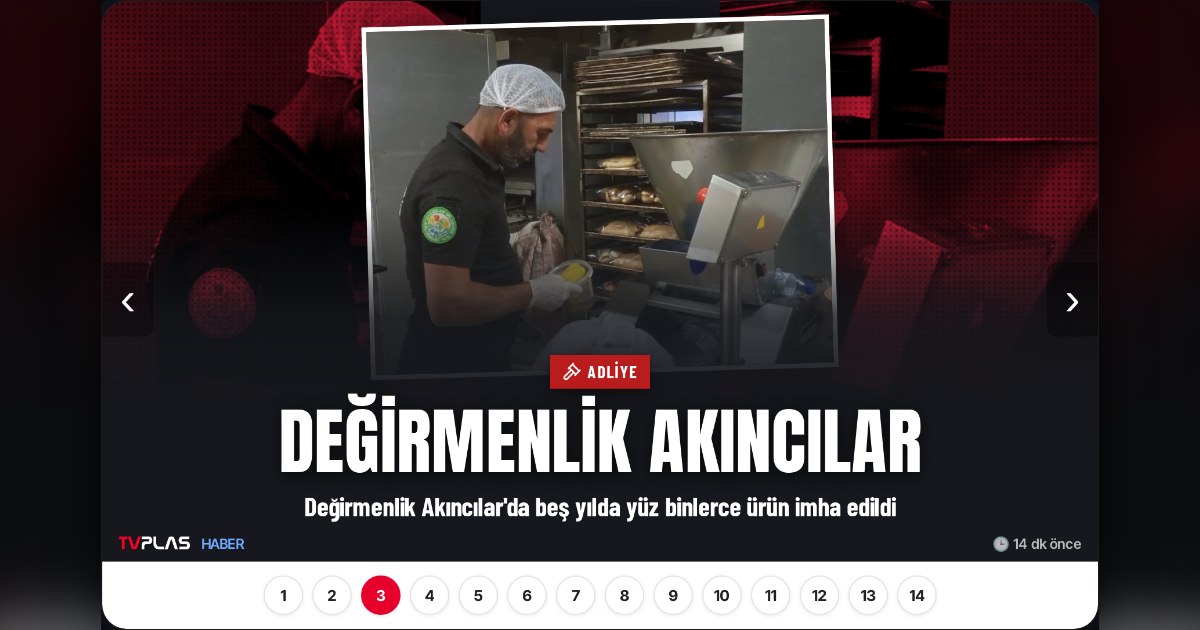 ADLİYE
DEĞİRMENLİK AKINCILAR
Değirmenlik Akıncılar'da beş yılda yüz binlerce ürün imha edildi
TVPLAS HABER
14 dk önce
1 2 3 4 5 6 7 8 9 10 11 12 13 14